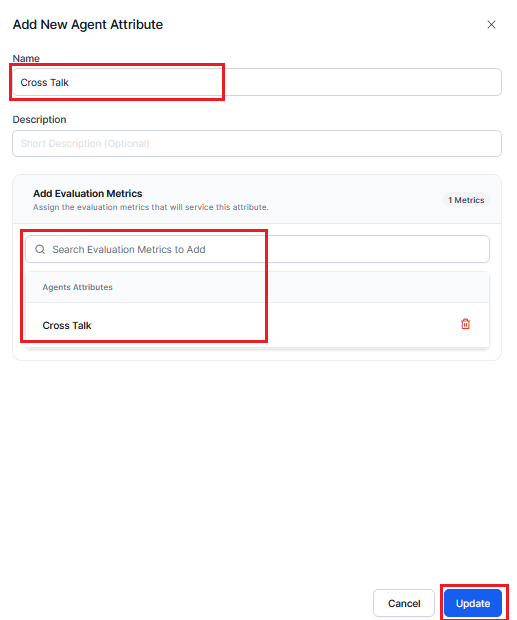 Add New Agent Attribute
Name
Cross Talk
Description
Short Description (Optional)
Add Evaluation Metrics
Assign the evaluation metrics that will service this attribute.
1 Metrics
Search Evaluation Metrics to Add
Agents Attributes
Cross Talk
Cancel
Update